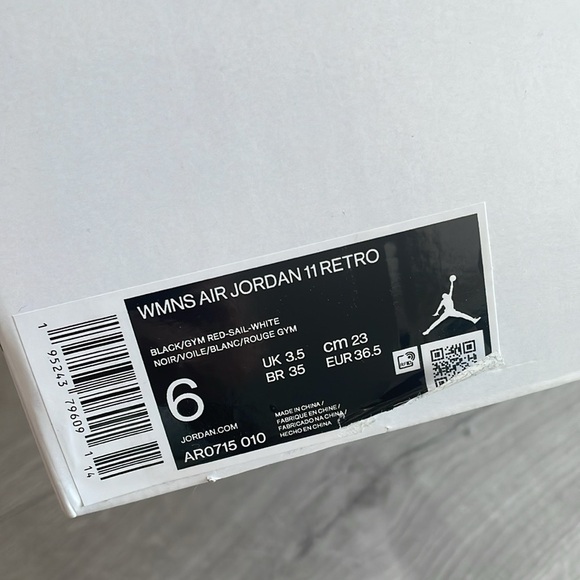 WMNS AIR JORDAN 11 RETRO
BLACK/GYM RED-SAIL-WHITE
NOIR/VOILE/BLANC/ROUGE GYM
6
UK 3.5
BR 35
cm 23
EUR 36.5
JORDAN.COM
AR0715 010
MADE IN CHINA /
FABRIQUE EN CHINE /
FABRICADO NA CHINA/
HECHO EN CHINA
1 95243 79609 1 14